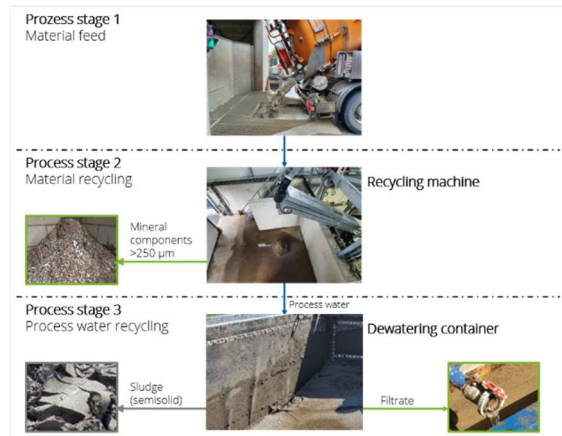 Prozess stage 1
Material feed
Process stage 2
Material recycling
Recycling machine
Mineral
components
>250 µm
Process stage 3
Process water recycling
Process water
Dewatering container
Sludge
(semisolid)
Filtrate